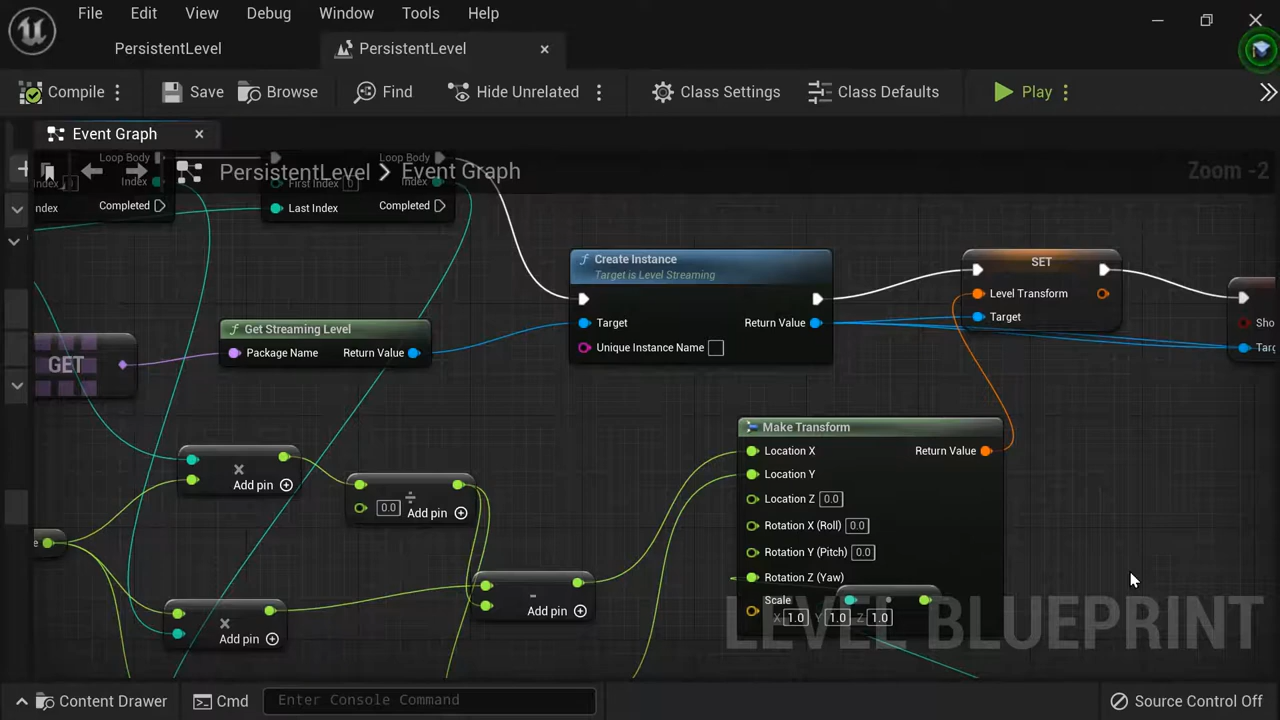 File Edit View Debug Window Tools Help
PersistentLevel
PersistentLevel
Compile Save Browse Find Hide Unrelated Class Settings Class Defaults Play
Event Graph
PersistentLevel > Event Graph
Zoom -2
Loop Body
Index
Completed
Loop Body
First Index 0
Index
Last Index
Completed
Create Instance
Target is Level Streaming
Target
Return Value
Unique Instance Name
SET
Level Transform
Target
GET
Get Streaming Level
Package Name
Return Value
Make Transform
Location X
Return Value
Location Y
Location Z 0.0
Rotation X (Roll) 0.0
Rotation Y (Pitch) 0.0
Rotation Z (Yaw)
Scale
X 1.0 Y 1.0 Z 1.0
×
Add pin
0.0
÷
Add pin
-
Add pin
×
Add pin
LEVEL BLUEPRINT
Content Drawer Cmd Enter Console Command Source Control Off